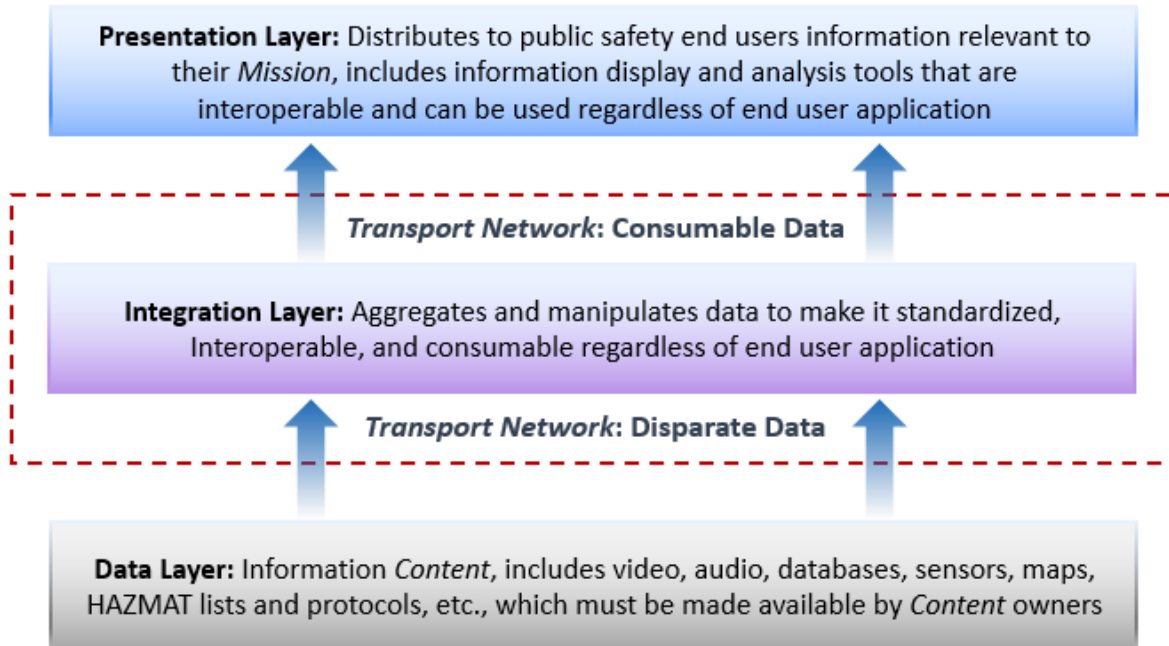 Presentation Layer: Distributes to public safety end users information relevant to
their Mission, includes information display and analysis tools that are
interoperable and can be used regardless of end user application
Transport Network: Consumable Data
Integration Layer: Aggregates and manipulates data to make it standardized,
Interoperable, and consumable regardless of end user application
Transport Network: Disparate Data
Data Layer: Information Content, includes video, audio, databases, sensors, maps,
HAZMAT lists and protocols, etc., which must be made available by Content owners